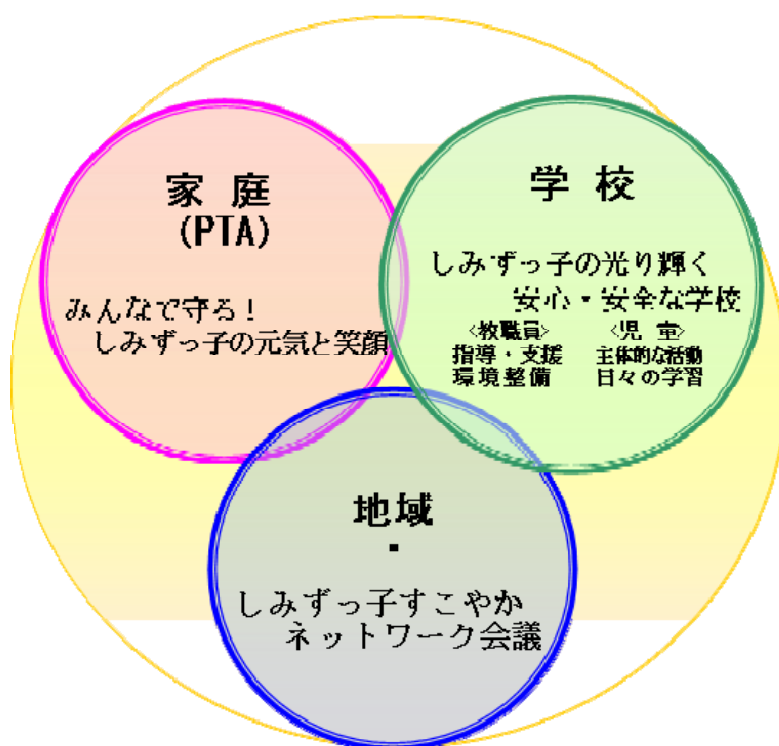 家 庭
(PTA)
みんなで守る!
しみずっ子の元気と笑顔
学 校
しみずっ子の光り輝く
安心・安全な学校
<教職員>
指導・支援
環境整備
<児 童>
主体的な活動
日々の学習
地域
・
しみずっ子すこやか
ネットワーク会議